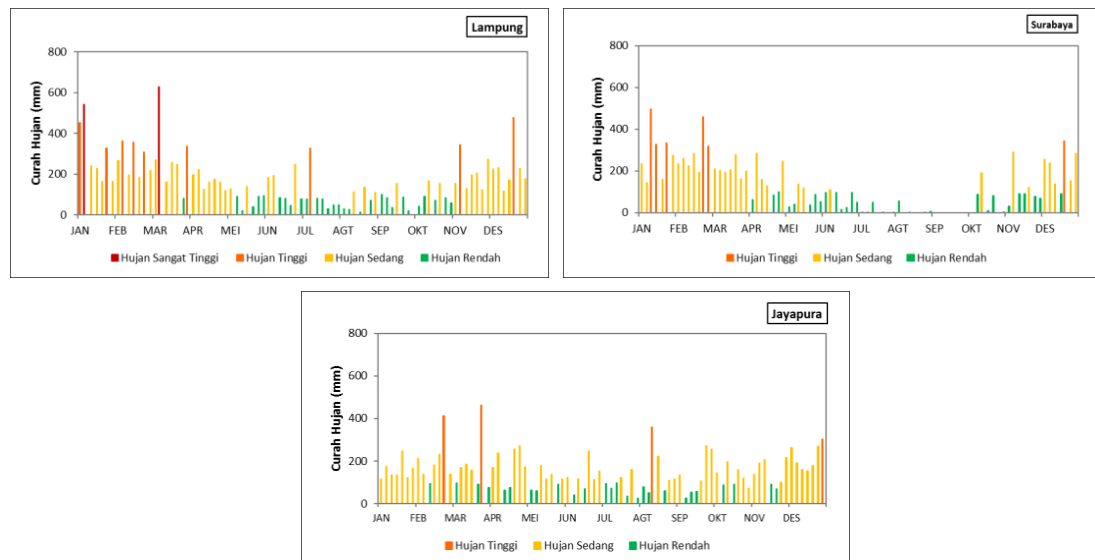 Lampung
Curah Hujan (mm)
800
600
400
200
0
JAN FEB MAR APR MEI JUN JUL AGT SEP OKT NOV DES
Hujan Sangat Tinggi Hujan Tinggi Hujan Sedang Hujan Rendah
Surabaya
Curah Hujan (mm)
800
600
400
200
0
JAN FEB MAR APR MEI JUN JUL AGT SEP OKT NOV DES
Hujan Tinggi Hujan Sedang Hujan Rendah
Jayapura
Curah Hujan (mm)
800
600
400
200
0
JAN FEB MAR APR MEI JUN JUL AGT SEP OKT NOV DES
Hujan Tinggi Hujan Sedang Hujan Rendah